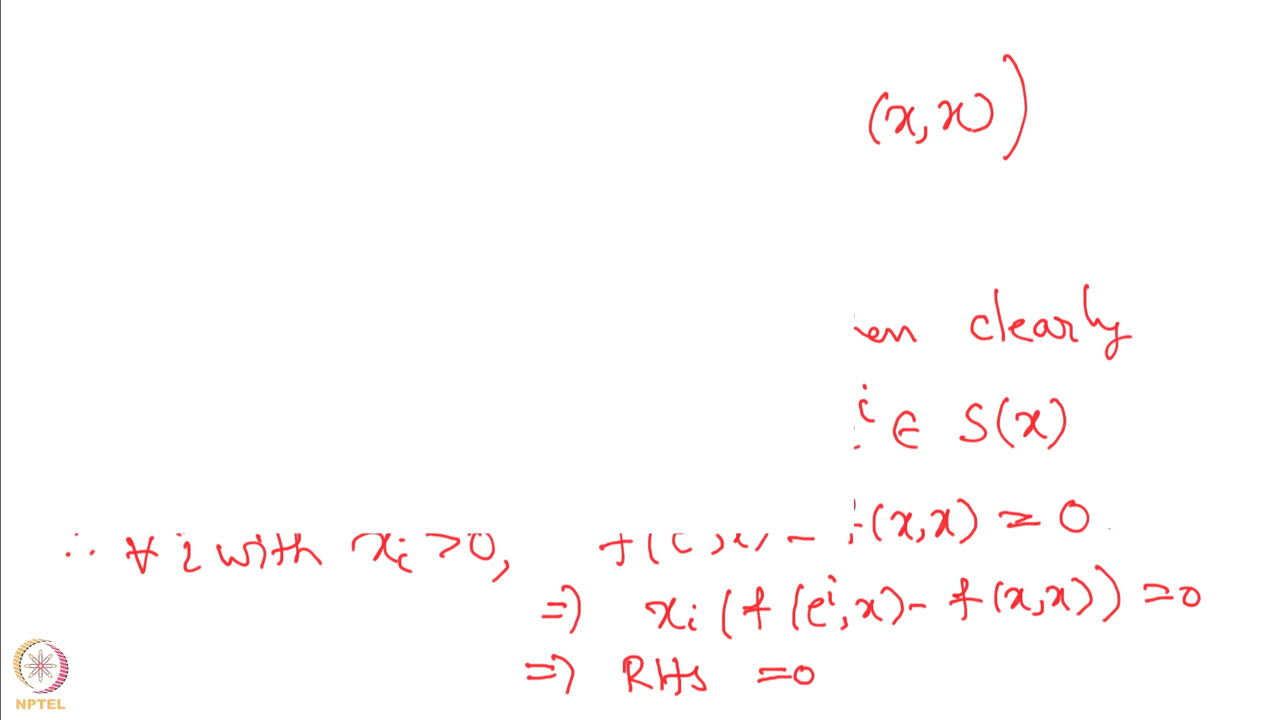 (x, x))
clearly
i ∈ S(x)
(x,x) = 0
∴ ∀ i with xᵢ > 0,
⇒ xᵢ (f(eⁱ, x) - f(x,x)) = 0
⇒ RHS = 0
NPTEL